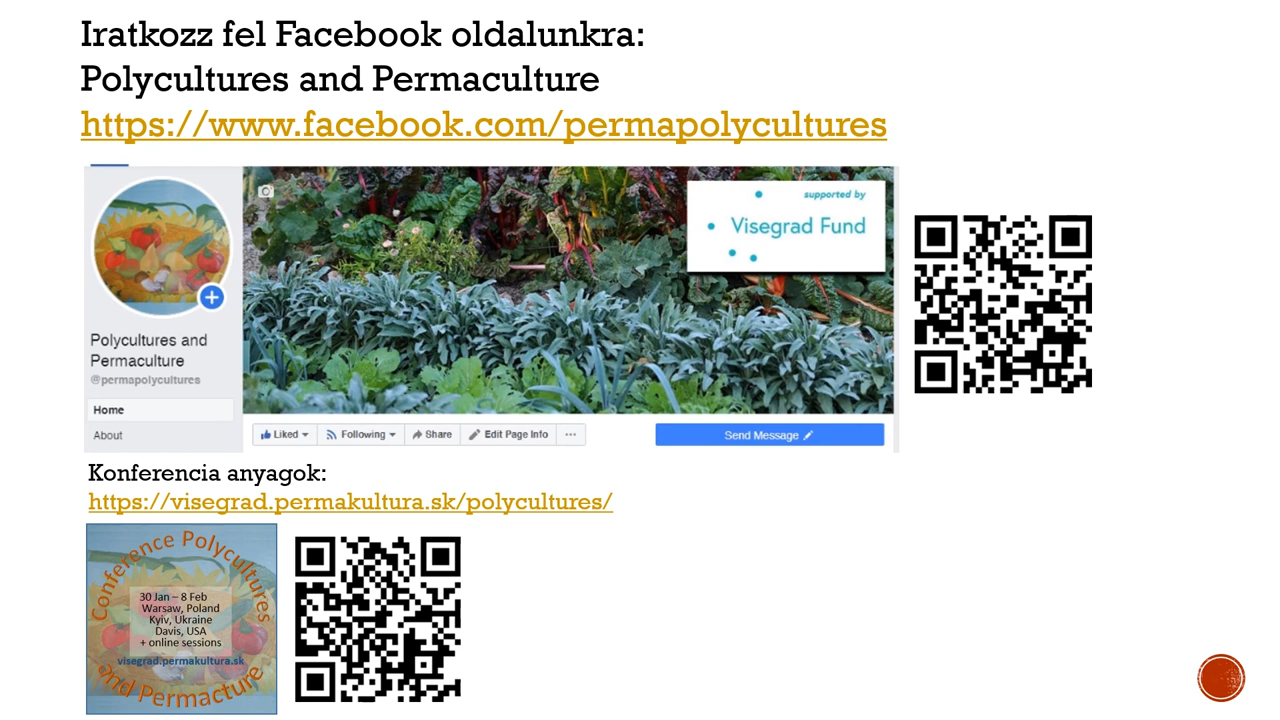 Iratkozz fel Facebook oldalunkra:
Polycultures and Permaculture
https://www.facebook.com/permapolycultures
supported by
Visegrad Fund
Polycultures and
Permaculture
@permapolycultures
Home
About
Liked
Following
Share
Edit Page Info
...
Send Message
Konferencia anyagok:
https://visegrad.permakultura.sk/polycultures/
Conference Polycultures
30 Jan – 8 Feb
Warsaw, Poland
Kyiv, Ukraine
Davis, USA
+ online sessions
visegrad.permakultura.sk
and Permacture